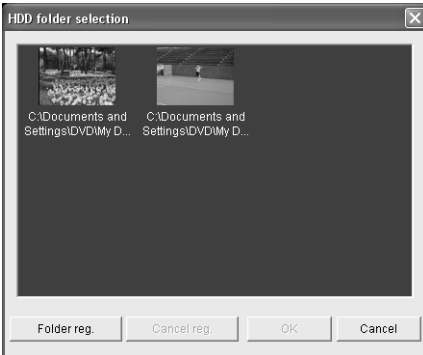 HDD folder selection
C:\Documents and
Settings\DVD\My D...
C:\Documents and
Settings\DVD\My D...
Folder reg.
Cancel reg.
OK
Cancel